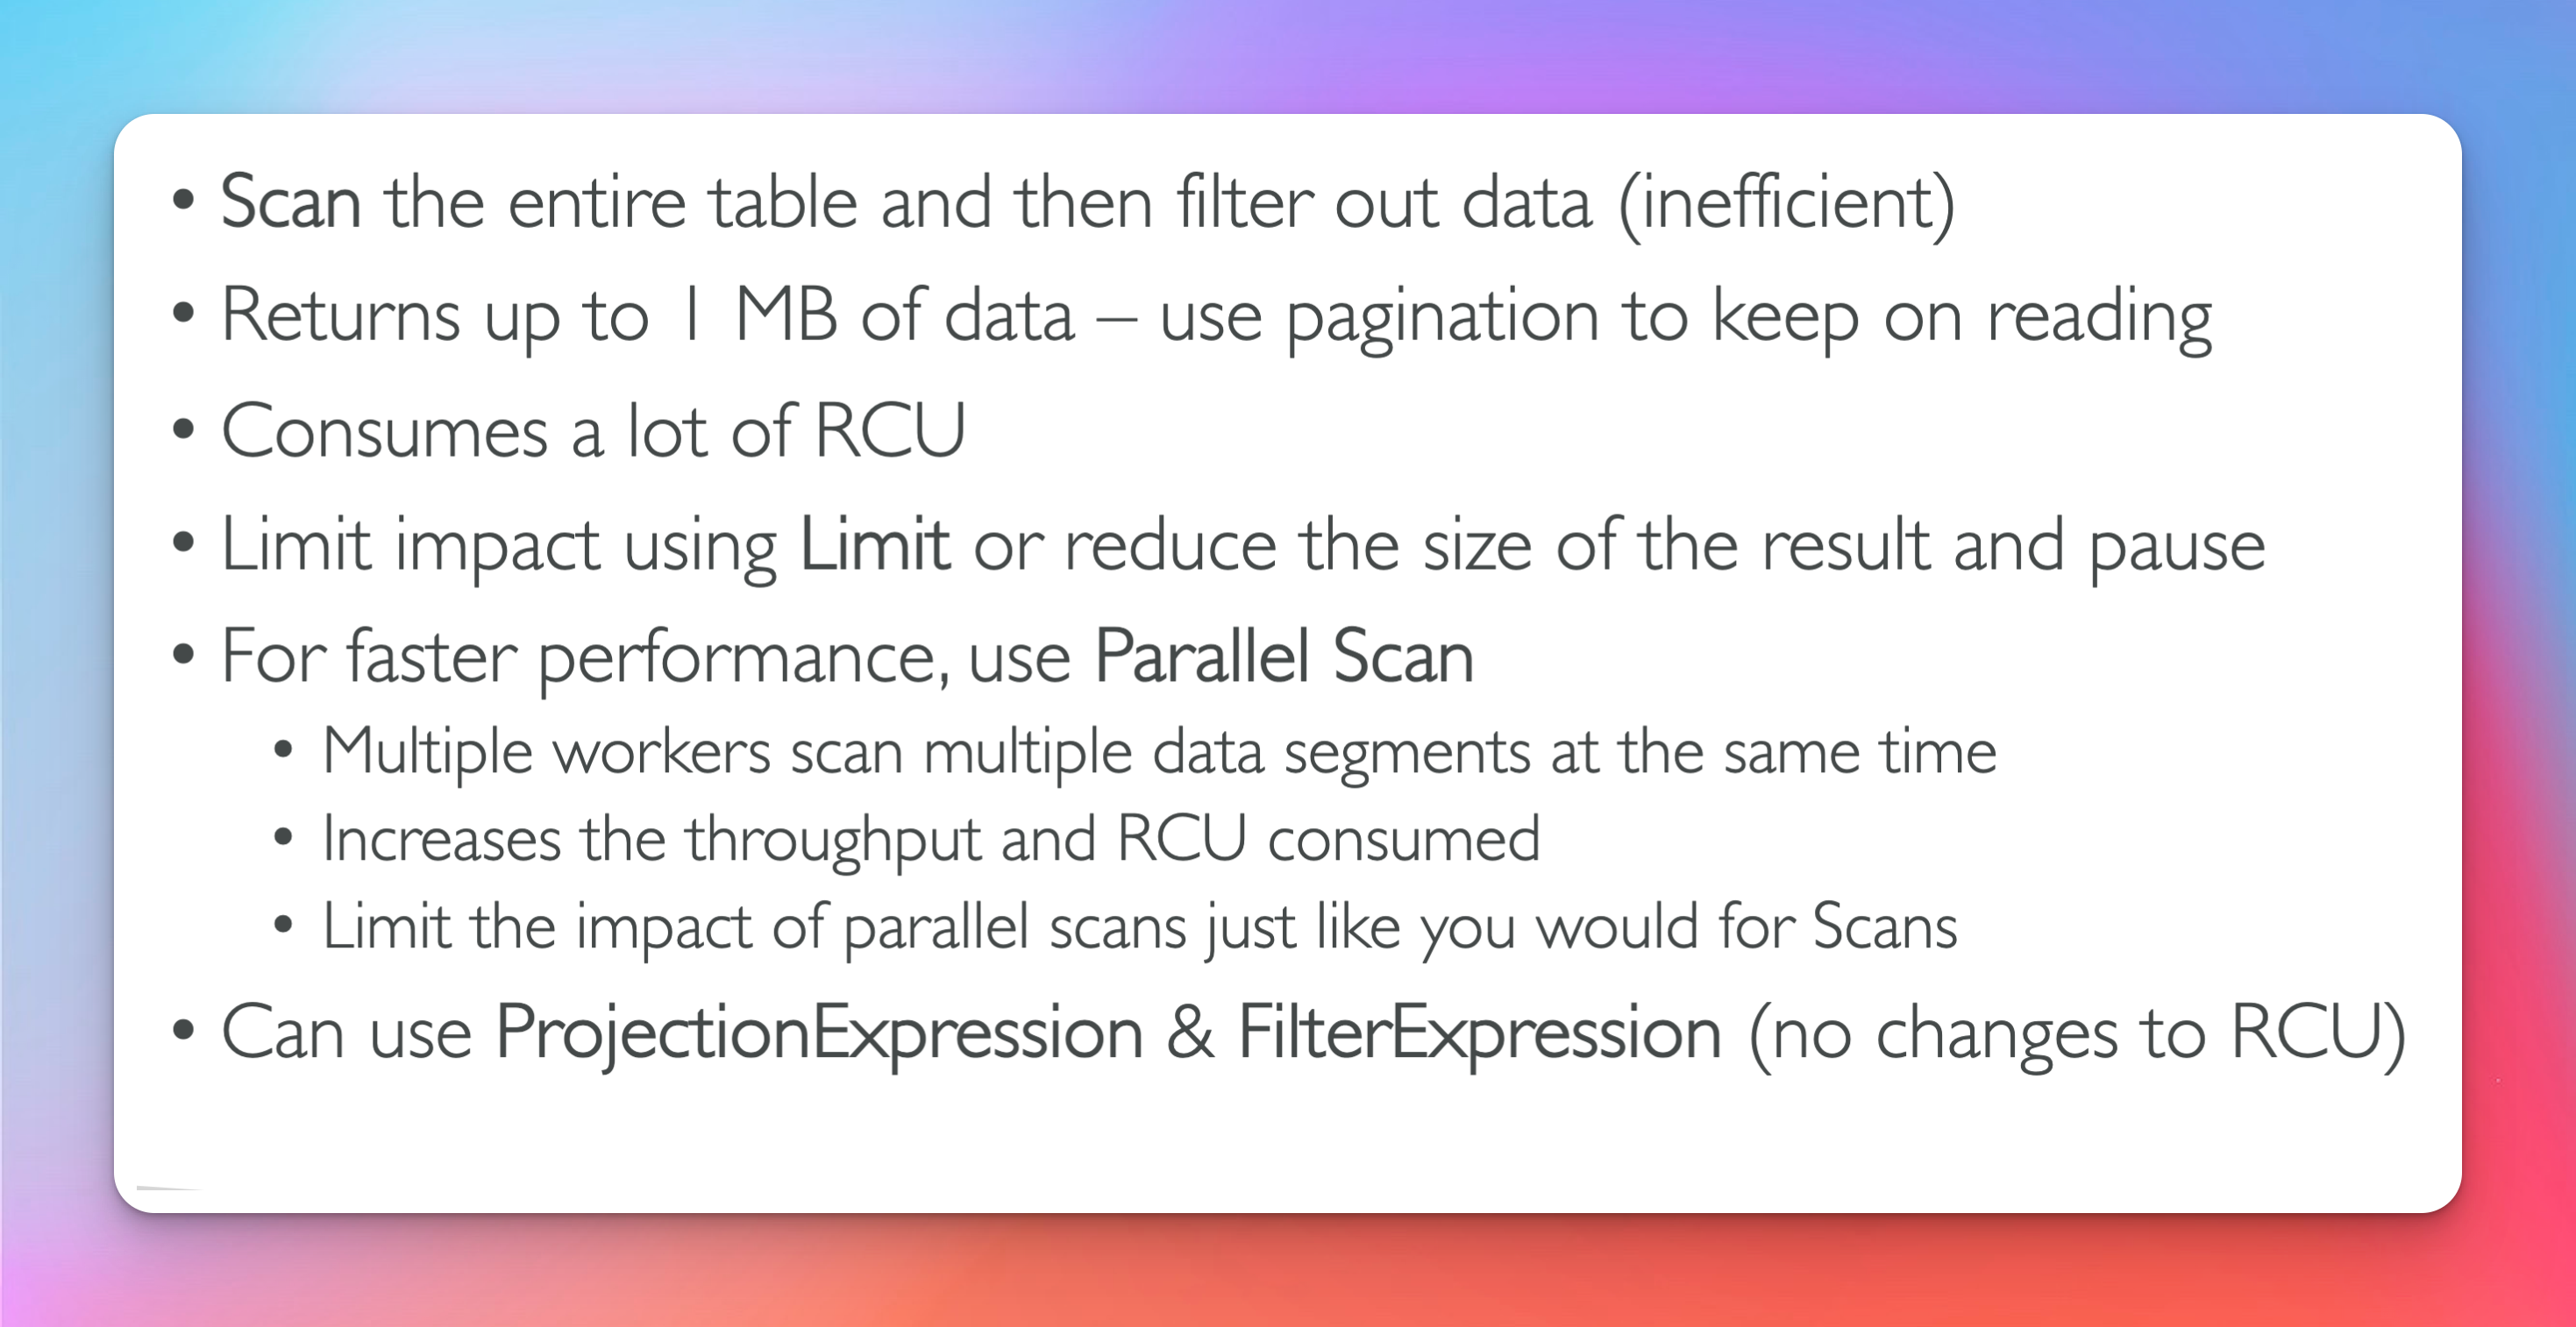 • Scan the entire table and then filter out data (inefficient)
• Returns up to 1 MB of data – use pagination to keep on reading
• Consumes a lot of RCU
• Limit impact using Limit or reduce the size of the result and pause
• For faster performance, use Parallel Scan
• Multiple workers scan multiple data segments at the same time
• Increases the throughput and RCU consumed
• Limit the impact of parallel scans just like you would for Scans
• Can use ProjectionExpression & FilterExpression (no changes to RCU)